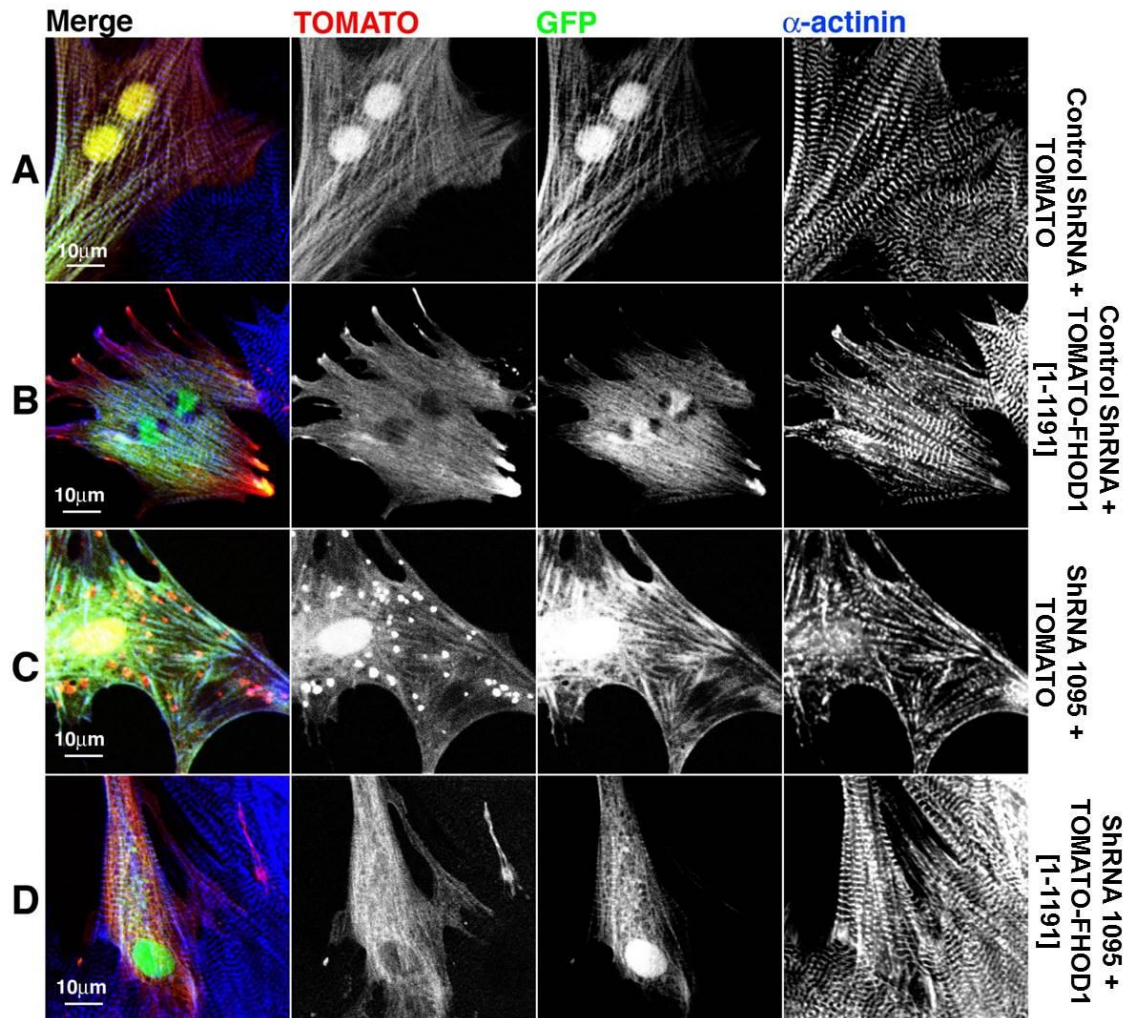 Merge TOMATO GFP α-actinin
A
10μm
Control ShRNA +
TOMATO
B
10μm
Control ShRNA +
TOMATO-FHOD1
[1-1191]
C
10μm
ShRNA 1095 +
TOMATO
D
10μm
ShRNA 1095 +
TOMATO-FHOD1
[1-1191]